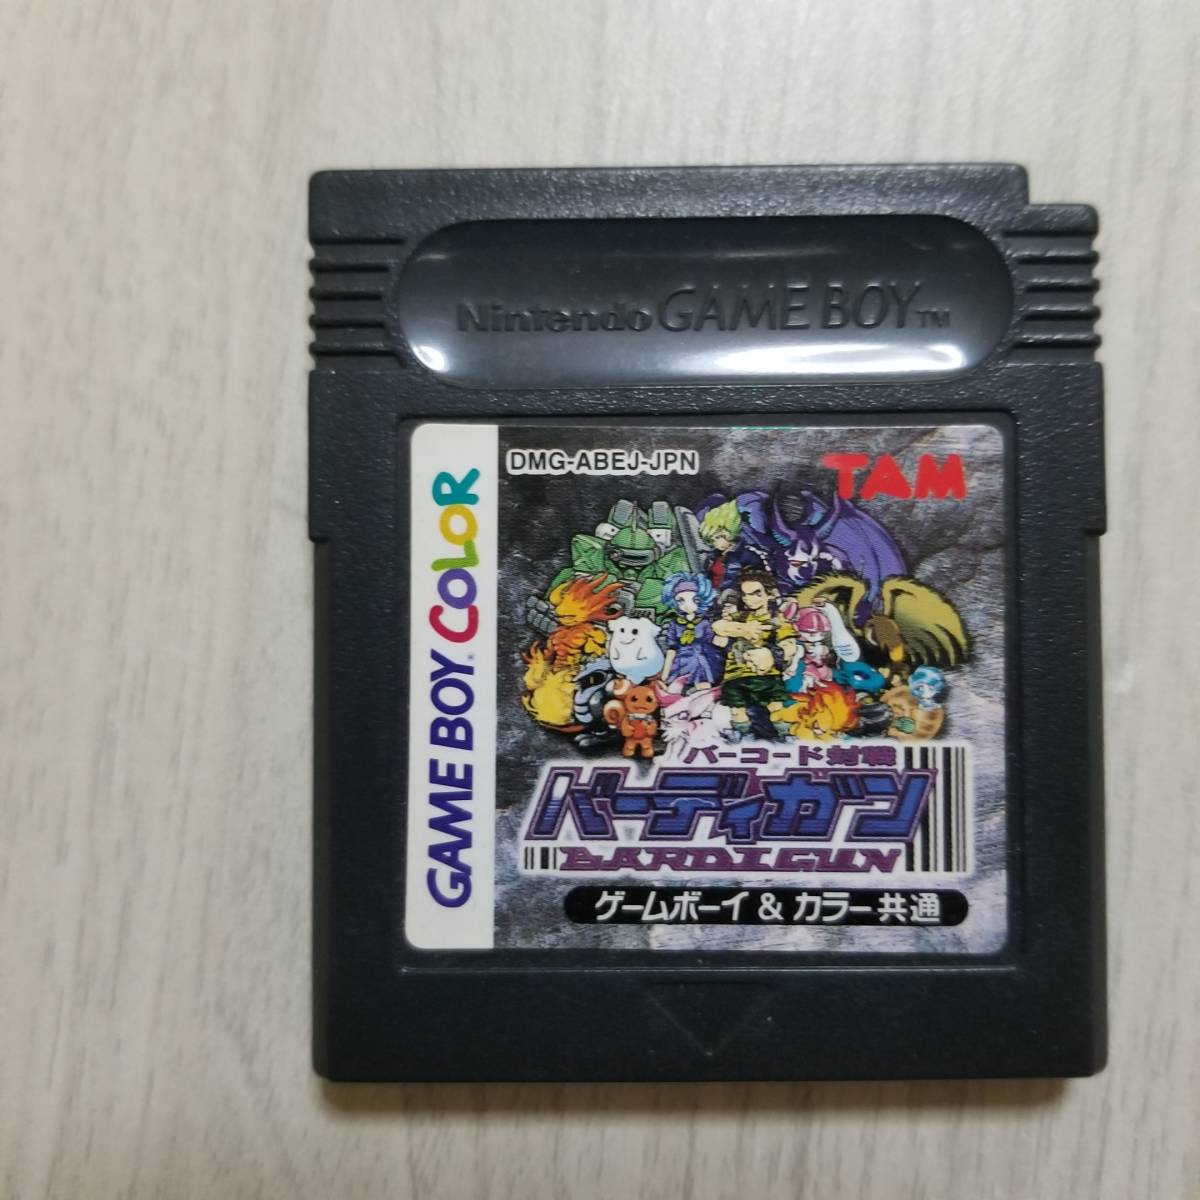 Nintendo GAME BOY™
GAME BOY COLOR
DMG-ABEJ-JPN
TAM
バーコード対戦
バーディガン
BARDIGUN
ゲームボーイ & カラー共通